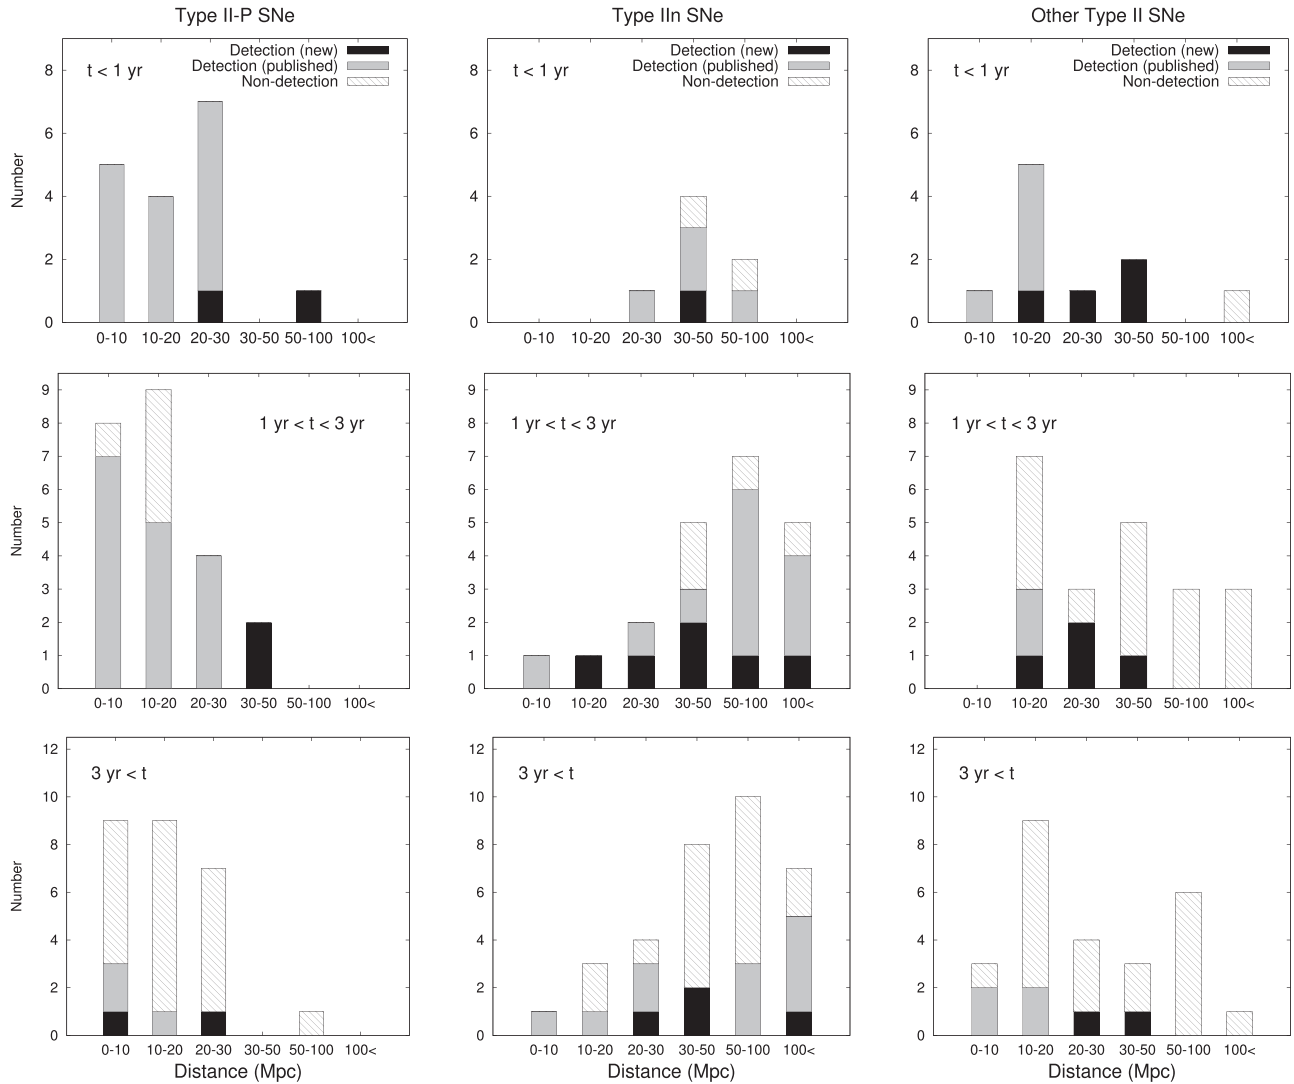 Type II-P SNe Type IIn SNe Other Type II SNe
t < 1 yr
Detection (new)
Detection (published)
Non-detection
Number
8
6
4
2
0
0-10 10-20 20-30 30-50 50-100 100<
t < 1 yr
Detection (new)
Detection (published)
Non-detection
8
6
4
2
0
0-10 10-20 20-30 30-50 50-100 100<
t < 1 yr
Detection (new)
Detection (published)
Non-detection
8
6
4
2
0
0-10 10-20 20-30 30-50 50-100 100<
1 yr < t < 3 yr
Number
9
8
7
6
5
4
3
2
1
0
0-10 10-20 20-30 30-50 50-100 100<
1 yr < t < 3 yr
9
8
7
6
5
4
3
2
1
0
0-10 10-20 20-30 30-50 50-100 100<
1 yr < t < 3 yr
9
8
7
6
5
4
3
2
1
0
0-10 10-20 20-30 30-50 50-100 100<
3 yr < t
Number
12
10
8
6
4
2
0
0-10 10-20 20-30 30-50 50-100 100<
Distance (Mpc)
3 yr < t
12
10
8
6
4
2
0
0-10 10-20 20-30 30-50 50-100 100<
Distance (Mpc)
3 yr < t
12
10
8
6
4
2
0
0-10 10-20 20-30 30-50 50-100 100<
Distance (Mpc)